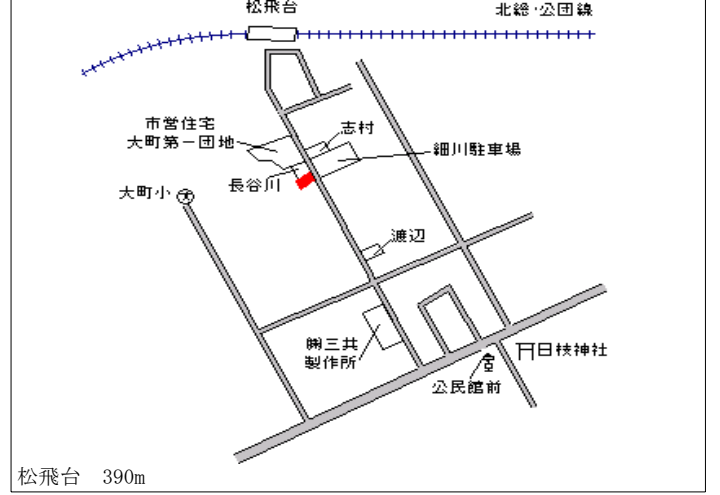 松飛台
北総・公団線
市営住宅
大町第一団地
志村
細川駐車場
長谷川
大町小
渡辺
㈱三共
製作所
日枝神社
公民館前
松飛台　390m